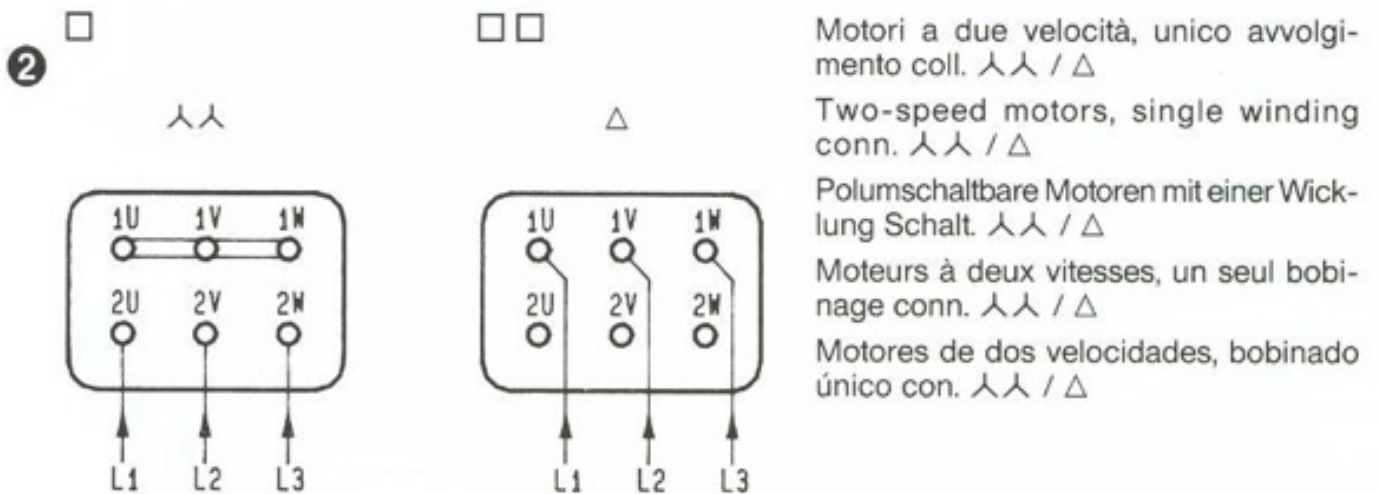 □ □□
❷
⅄⅄ △
1U 1V 1W 1U 1V 1W
2U 2V 2W 2U 2V 2W
L1 L2 L3 L1 L2 L3
Motori a due velocità, unico avvolgi-
mento coll. ⅄⅄ / △
Two-speed motors, single winding
conn. ⅄⅄ / △
Polumschaltbare Motoren mit einer Wick-
lung Schalt. ⅄⅄ / △
Moteurs à deux vitesses, un seul bobi-
nage conn. ⅄⅄ / △
Motores de dos velocidades, bobinado
único con. ⅄⅄ / △